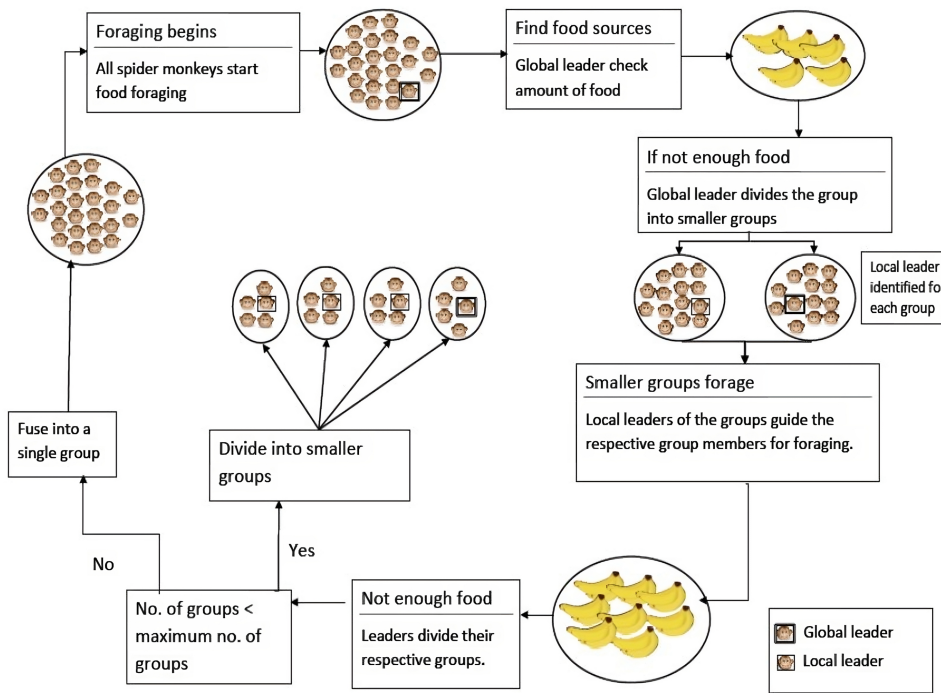 Foraging begins
All spider monkeys start
food foraging
Find food sources
Global leader check
amount of food
If not enough food
Global leader divides the group
into smaller groups
Local leader
identified fo
each group
Smaller groups forage
Local leaders of the groups guide the
respective group members for foraging.
Fuse into a
single group
Divide into smaller
groups
No
Yes
No. of groups <
maximum no. of
groups
Not enough food
Leaders divide their
respective groups.
Global leader
Local leader